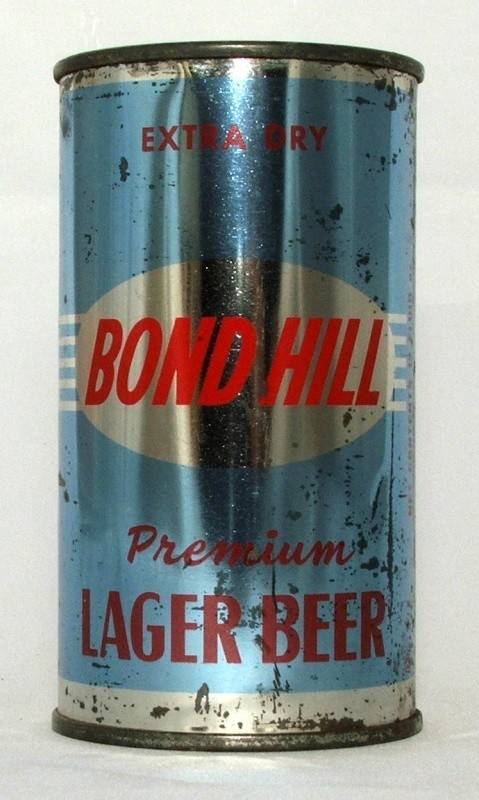 EXTRA DRY
BOND HILL
Premium
LAGER BEER